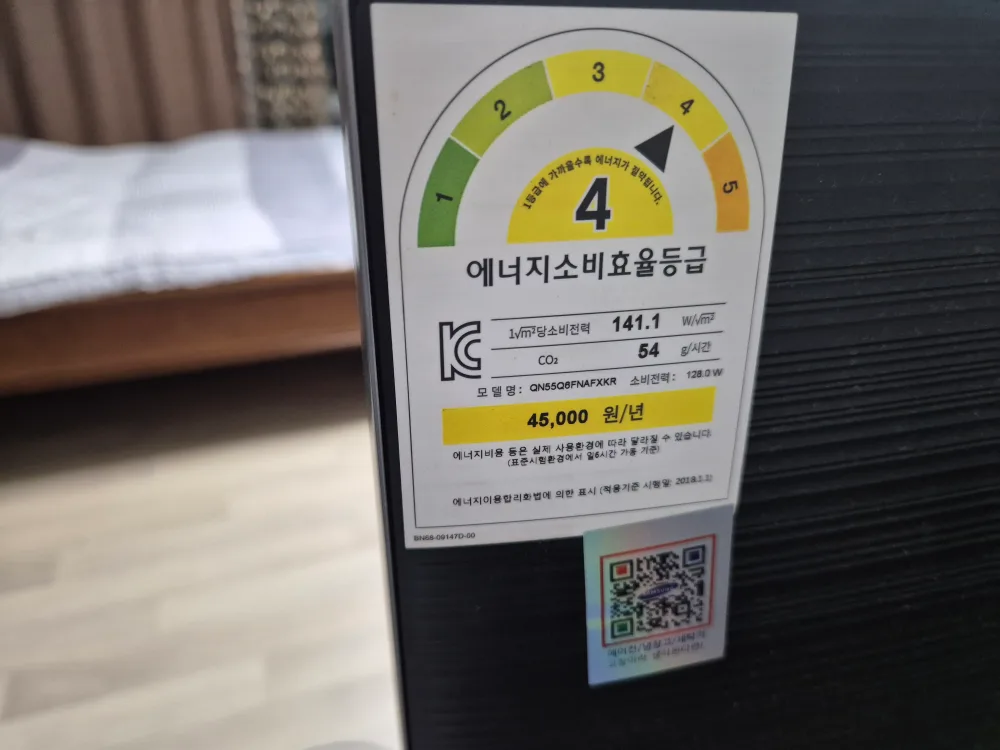 1 2 3 4 5
1등급에 가까울수록 에너지가 절약됩니다.
4
에너지소비효율등급
1√m²당소비전력 141.1 W/√m²
CO₂ 54 g/시간
모델명: QN55Q6FNAFXKR 소비전력: 128.0 W
45,000 원/년
에너지비용 등은 실제 사용환경에 따라 달라질 수 있습니다.
(표준시험환경에서 일6시간 가동 기준)
에너지이용합리화법에 의한 표시 (적용기준 시행일: 2018.1.1)
BN68-09147D-00
SAMSUNG